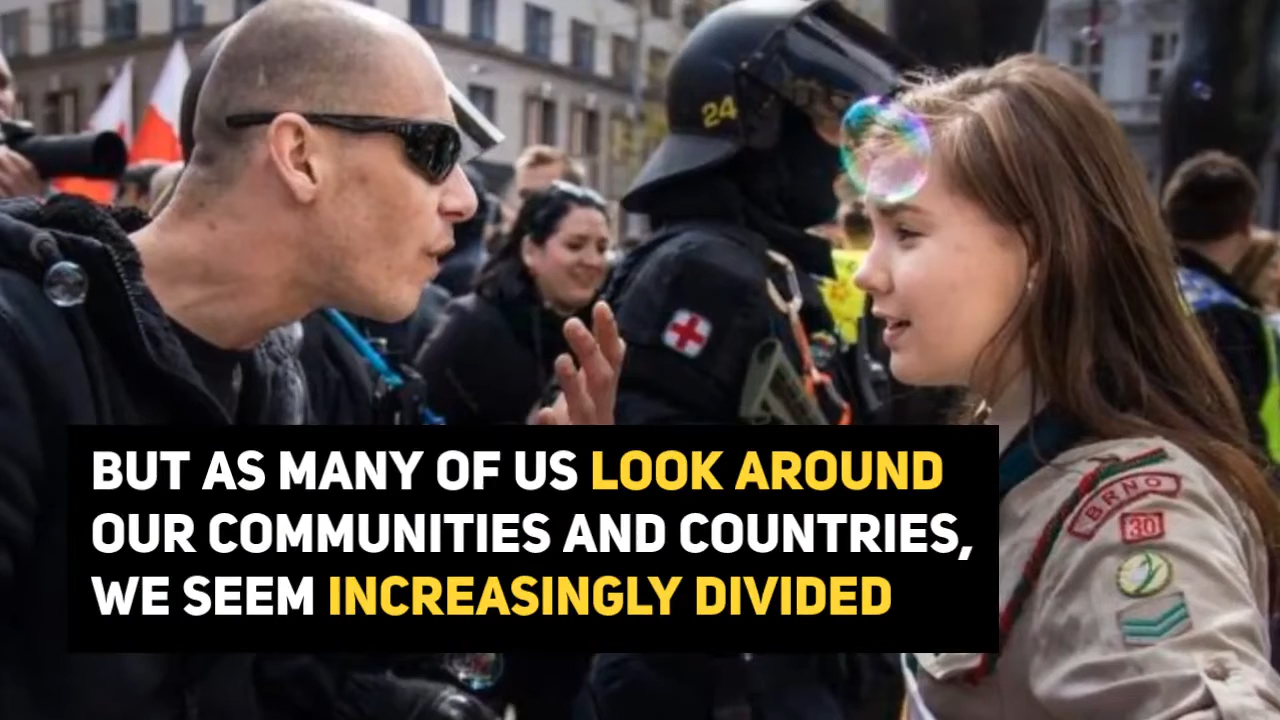 24
BRNO
30
BUT AS MANY OF US LOOK AROUND
OUR COMMUNITIES AND COUNTRIES,
WE SEEM INCREASINGLY DIVIDED